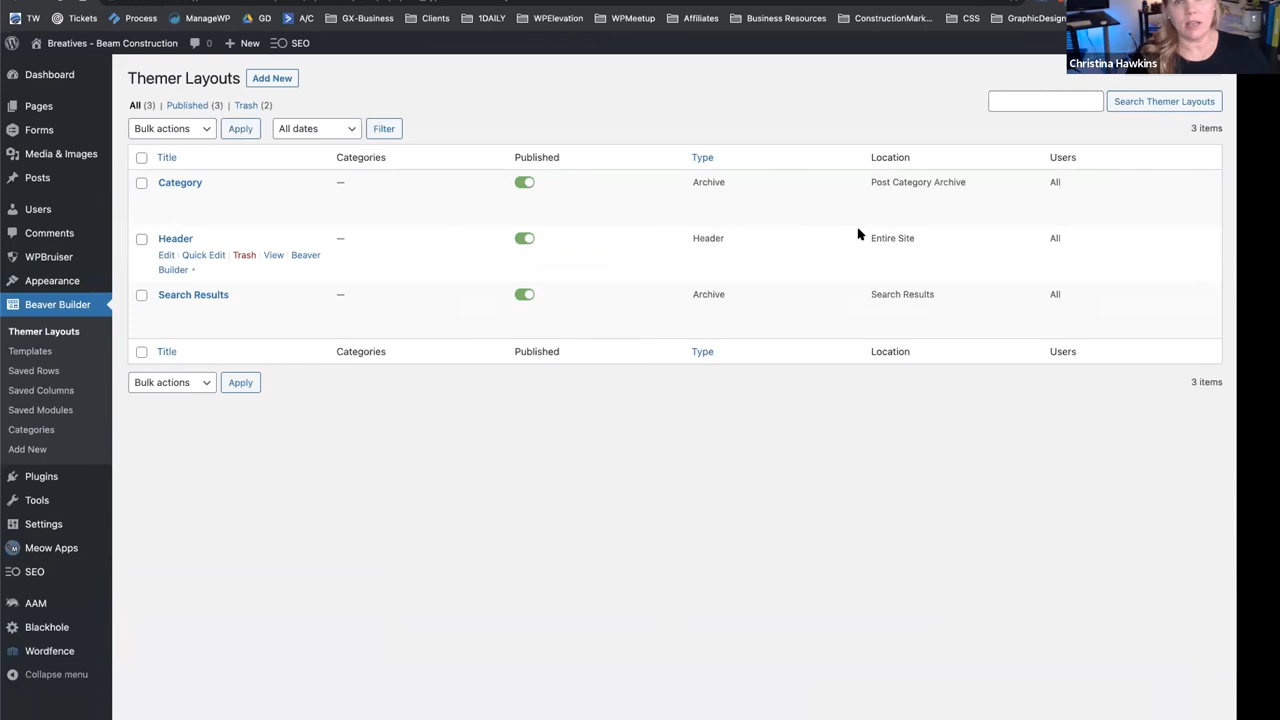 TW Tickets Process ManageWP GD A/C GX-Business Clients 1DAILY WPElevation WPMeetup Affiliates Business Resources ConstructionMark... CSS GraphicDesign
Breatives - Beam Construction 0 New SEO
Christina Hawkins
Dashboard
Pages
Forms
Media & Images
Posts
Users
Comments
WPBruiser
Appearance
Beaver Builder
Themer Layouts
Templates
Saved Rows
Saved Columns
Saved Modules
Categories
Add New
Plugins
Tools
Settings
Meow Apps
SEO
AAM
Blackhole
Wordfence
Collapse menu
Themer Layouts Add New
All (3) | Published (3) | Trash (2)
Search Themer Layouts
Bulk actions Apply All dates Filter
3 items
Title Categories Published Type Location Users
Category — Archive Post Category Archive All
Header — Header Entire Site All
Edit | Quick Edit | Trash | View | Beaver
Builder
Search Results — Archive Search Results All
Title Categories Published Type Location Users
Bulk actions Apply
3 items